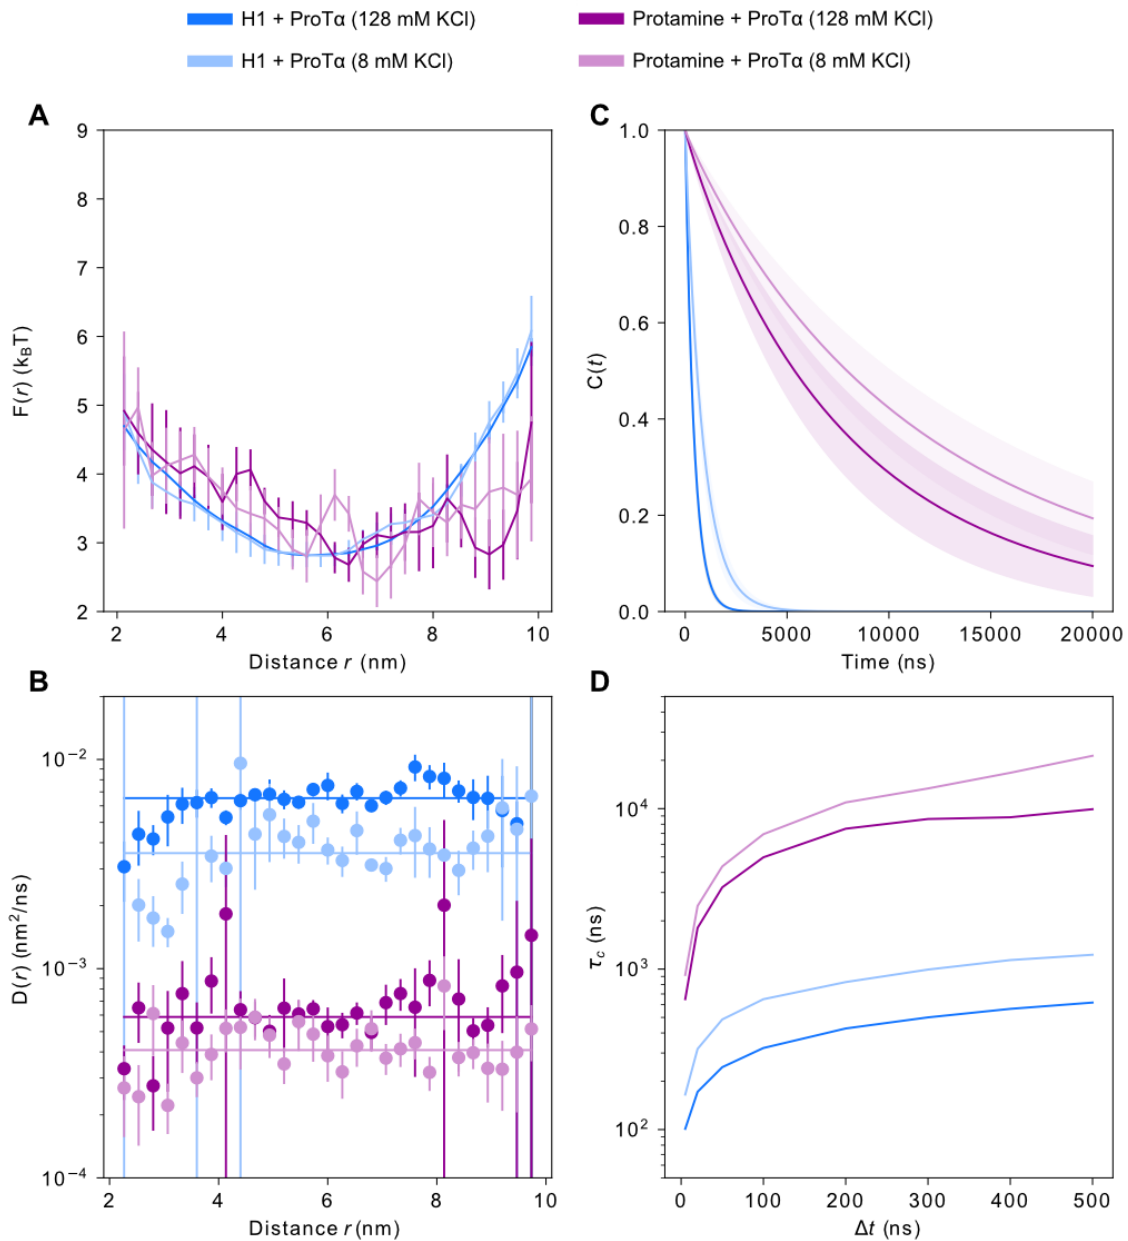 H1 + ProTα (128 mM KCl)
H1 + ProTα (8 mM KCl)
Protamine + ProTα (128 mM KCl)
Protamine + ProTα (8 mM KCl)
A
9
8
7
6
5
4
3
2
F(r) (k_BT)
2 4 6 8 10
Distance r (nm)
C
1.0
0.8
0.6
0.4
0.2
0.0
C(t)
0 5000 10000 15000 20000
Time (ns)
B
10⁻²
10⁻³
10⁻⁴
D(r) (nm²/ns)
2 4 6 8 10
Distance r (nm)
D
10⁴
10³
10²
τ_c (ns)
0 100 200 300 400 500
Δt (ns)